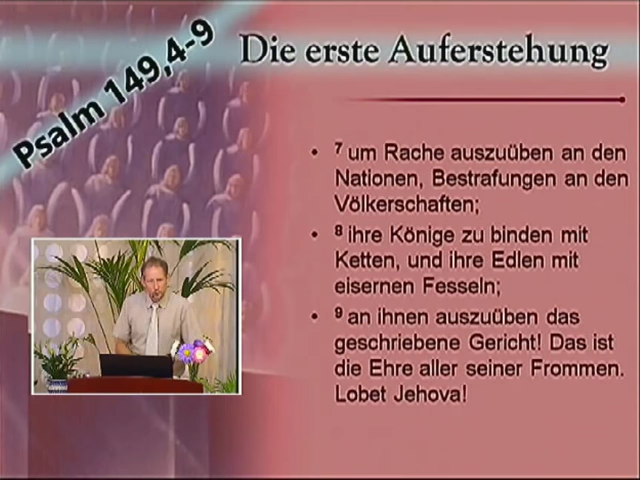 Psalm 149,4-9
Die erste Auferstehung
• 7 um Rache auszuüben an den
Nationen, Bestrafungen an den
Völkerschaften;
• 8 ihre Könige zu binden mit
Ketten, und ihre Edlen mit
eisernen Fesseln;
• 9 an ihnen auszuüben das
geschriebene Gericht! Das ist
die Ehre aller seiner Frommen.
Lobet Jehova!